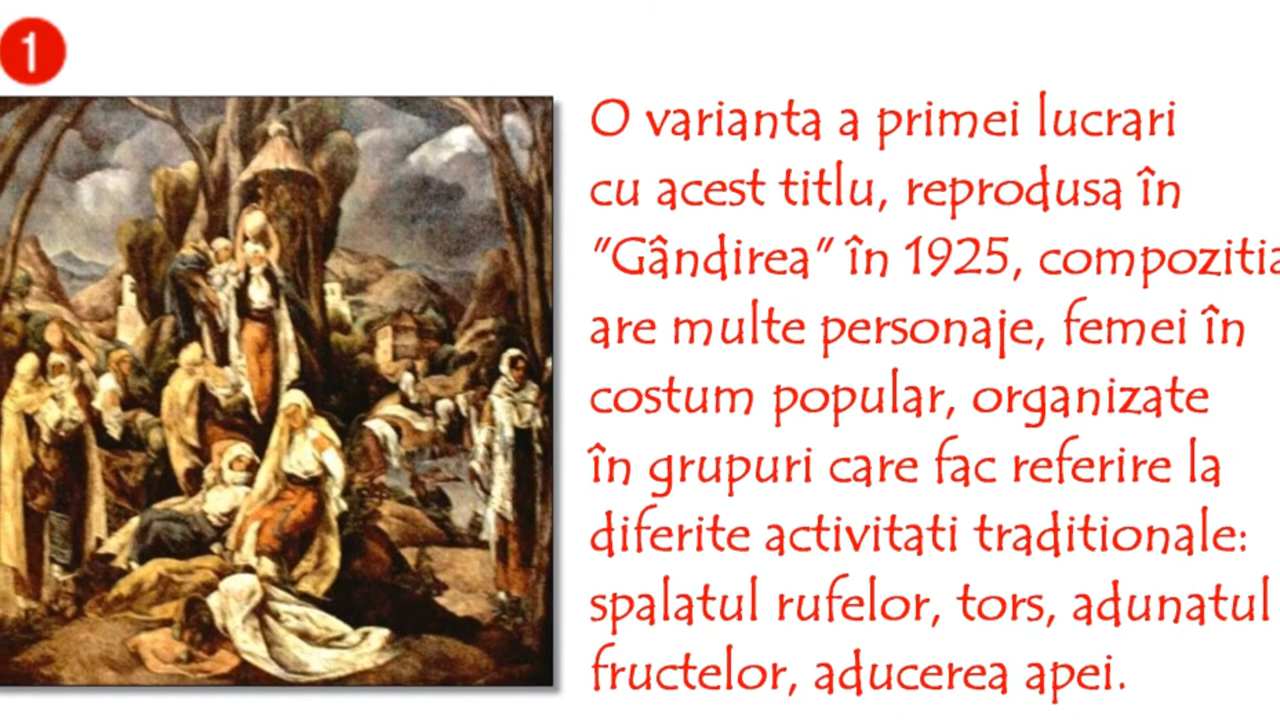 1
O varianta a primei lucrari
cu acest titlu, reprodusa în
"Gândirea" în 1925, compozitia
are multe personaje, femei în
costum popular, organizate
în grupuri care fac referire la
diferite activitati traditionale:
spalatul rufelor, tors, adunatul
fructelor, aducerea apei.